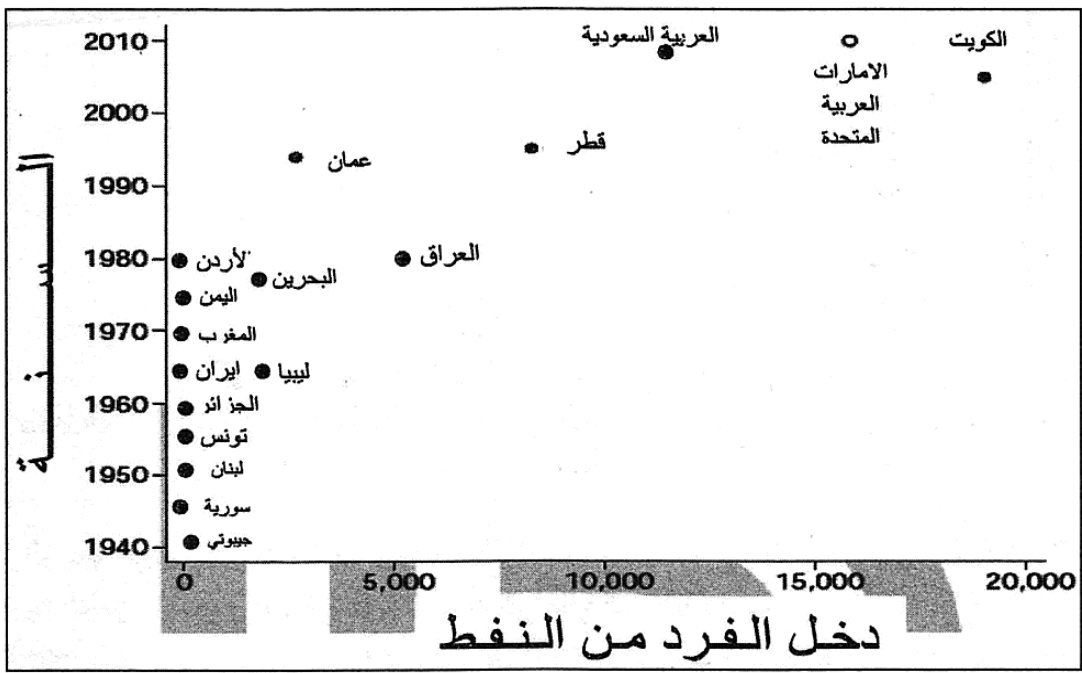 2010
العربية السعودية
الكويت
الامارات
العربية
المتحدة
2000
قطر
عمان
1990
السنة
1980
لأردن
العراق
البحرين
اليمن
1970
المغرب
ايران
ليبيا
1960
الجزائر
تونس
1950
لبنان
سورية
1940
جيبوتي
0
5,000
10,000
15,000
20,000
دخل الفرد من النفط